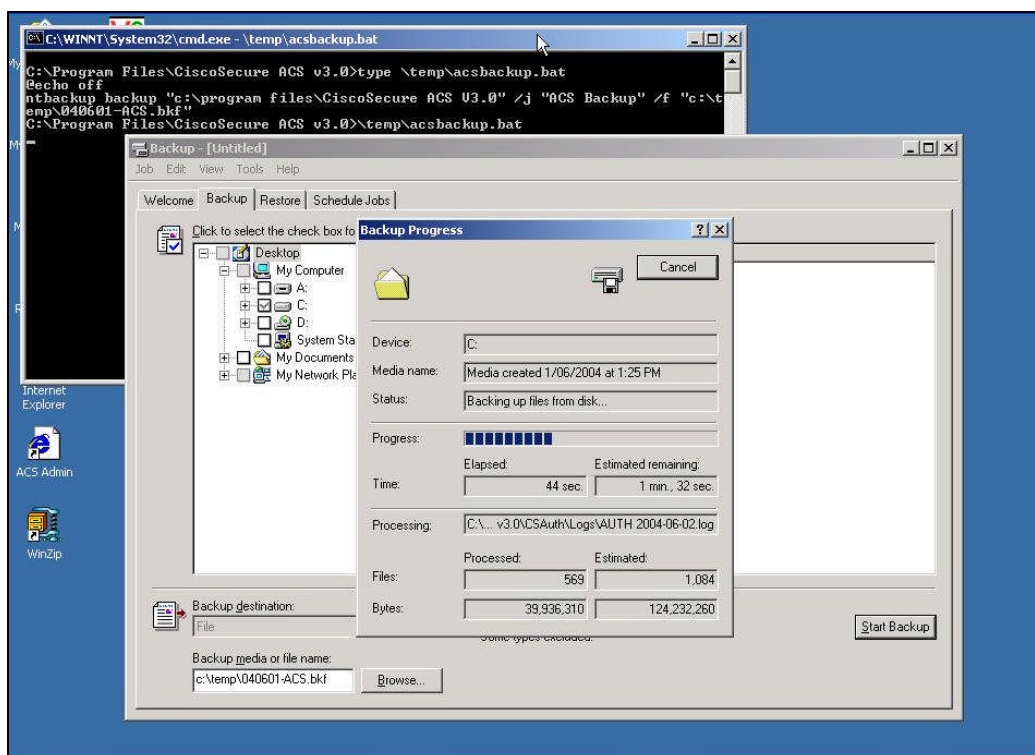 C:\WINNT\System32\cmd.exe - \temp\acsbackup.bat
C:\Program Files\CiscoSecure ACS v3.0>type \temp\acsbackup.bat
@echo off
ntbackup backup "c:\program files\CiscoSecure ACS V3.0" /j "ACS Backup" /f "c:\t
emp\040601-ACS.bkf"
C:\Program Files\CiscoSecure ACS v3.0>\temp\acsbackup.bat
Backup - [Untitled]
Job Edit View Tools Help
Welcome Backup Restore Schedule Jobs
Click to select the check box fo
Desktop
My Computer
A:
C:
D:
System Sta
My Documents
My Network Pla
Backup Progress
Cancel
Device: C:
Media name: Media created 1/06/2004 at 1:25 PM
Status: Backing up files from disk...
Progress:
Elapsed: Estimated remaining:
Time: 44 sec. 1 min., 32 sec.
Processing: C:\... v3.0\CSAuth\Logs\AUTH 2004-06-02.log
Processed: Estimated:
Files: 569 1,084
Bytes: 39,936,310 124,232,260
Backup destination:
File
Some types excluded.
Start Backup
Backup media or file name:
c:\temp\040601-ACS.bkf
Browse...
Internet
Explorer
ACS Admin
WinZip